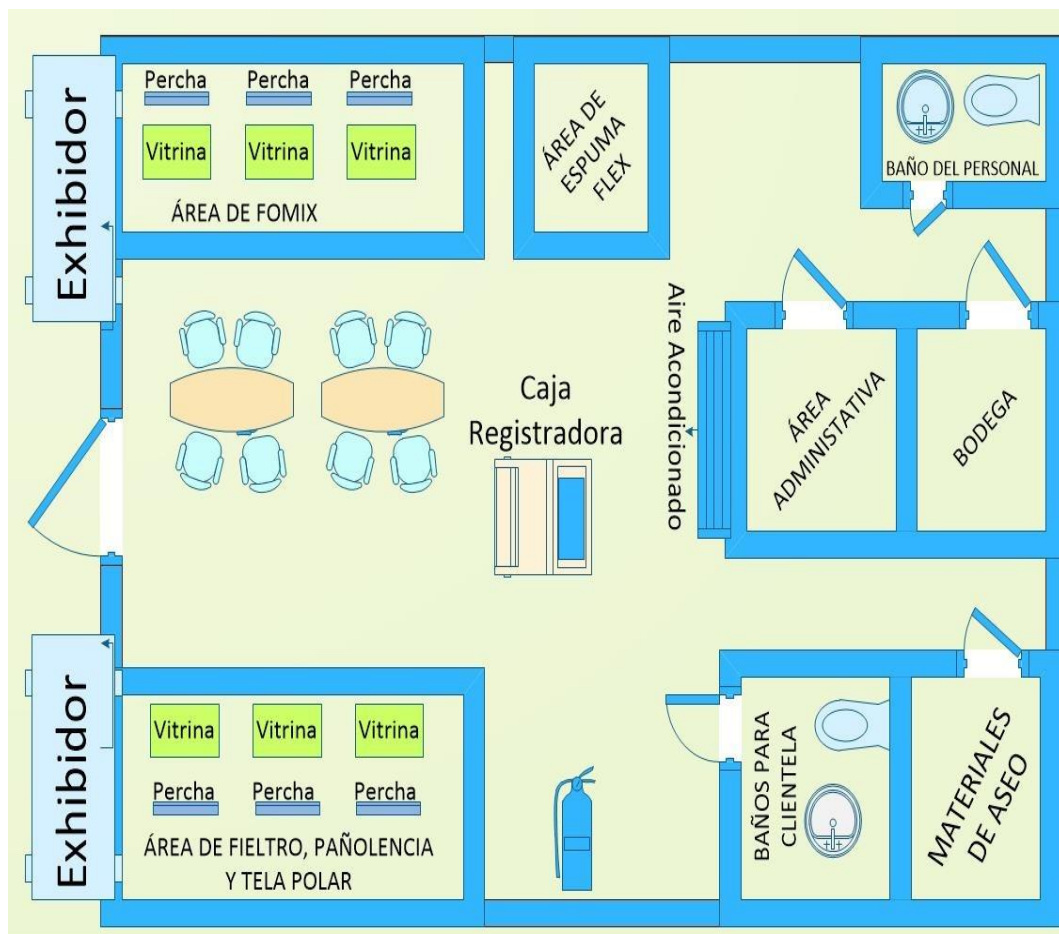 Exhibidor
Percha Percha Percha
Vitrina Vitrina Vitrina
ÁREA DE FOMIX
ÁREA DE
ESPUMA
FLEX
BAÑO DEL PERSONAL
Aire Acondicionado
Caja
Registradora
ÁREA
ADMINISTATIVA
BODEGA
Exhibidor
Vitrina Vitrina Vitrina
Percha Percha Percha
ÁREA DE FIELTRO, PAÑOLENCIA
Y TELA POLAR
BAÑOS PARA
CLIENTELA
MATERIALES
DE ASEO